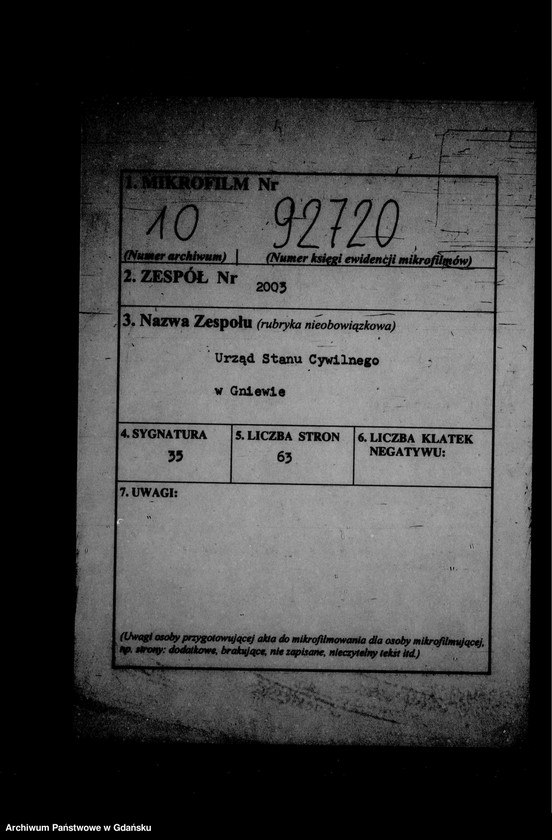 1. MIKROFILM Nr
10 92720
(Numer archiwum) (Numer księgi ewidencji mikrofilmów)
2. ZESPÓŁ Nr
2003
3. Nazwa Zespołu (rubryka nieobowiązkowa)
Urząd Stanu Cywilnego
w Gniewie
4. SYGNATURA
35
5. LICZBA STRON
63
6. LICZBA KLATEK
NEGATYWU:
7. UWAGI:
(Uwagi osoby przygotowującej akta do mikrofilmowania dla osoby mikrofilmującej,
np. strony: dodatkowe, brakujące, nie zapisane, nieczytelny tekst itd.)
Archiwum Państwowe w Gdańsku